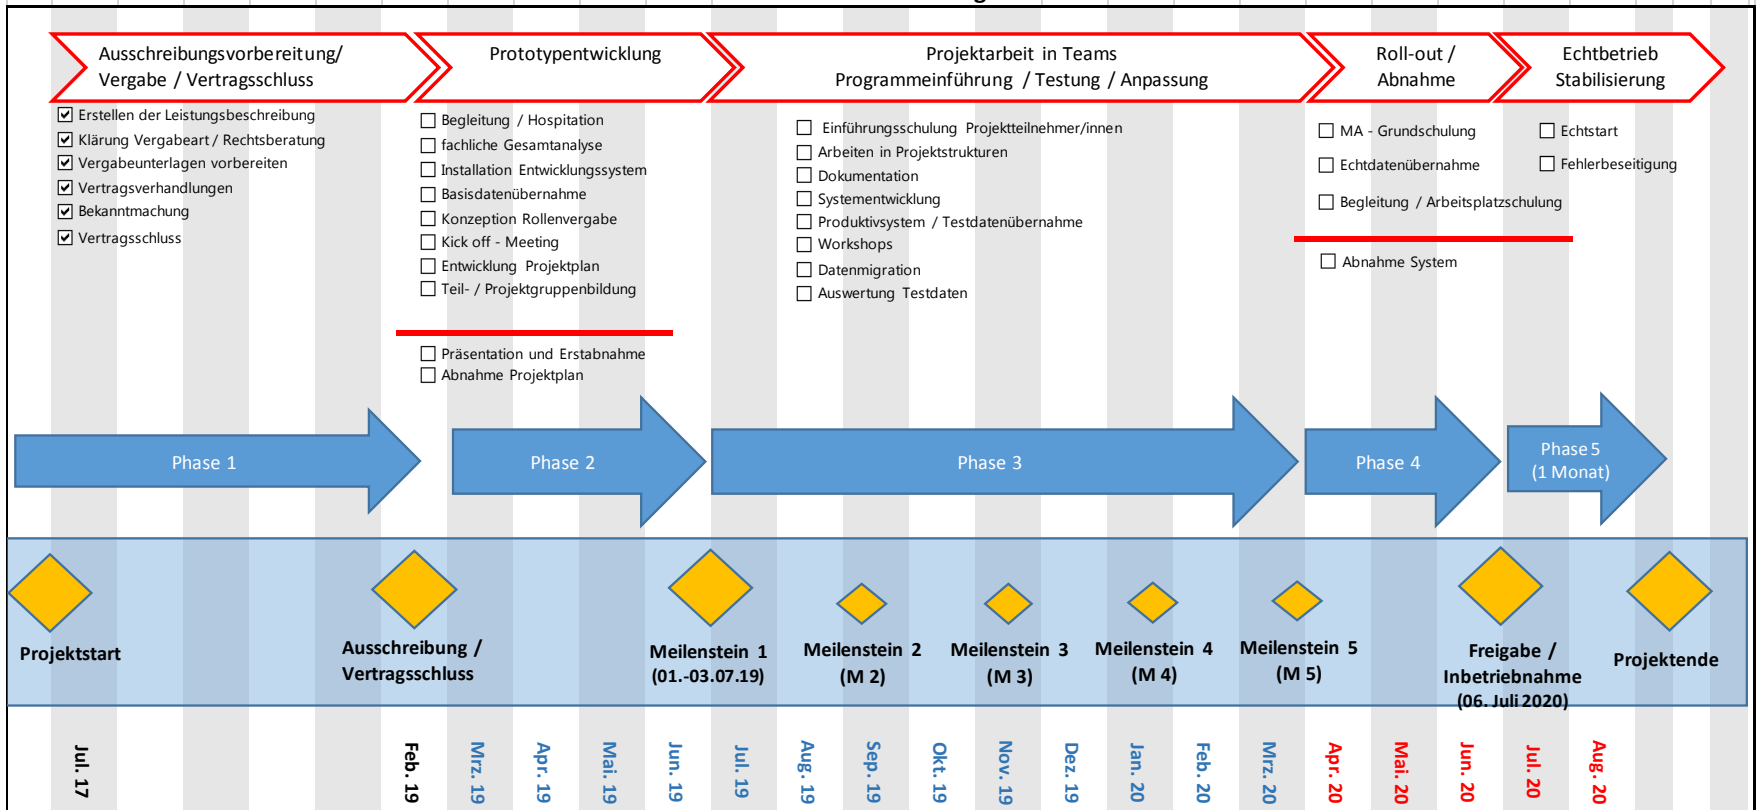 Ausschreibungsvorbereitung/
Vergabe / Vertragsschluss
Prototypentwicklung
Projektarbeit in Teams
Programmeinführung / Testung / Anpassung
Roll-out /
Abnahme
Echtbetrieb
Stabilisierung
Erstellen der Leistungsbeschreibung
Klärung Vergabeart / Rechtsberatung
Vergabeunterlagen vorbereiten
Vertragsverhandlungen
Bekanntmachung
Vertragsschluss
Begleitung / Hospitation
fachliche Gesamtanalyse
Installation Entwicklungssystem
Basisdatenübernahme
Konzeption Rollenvergabe
Kick off - Meeting
Entwicklung Projektplan
Teil- / Projektgruppenbildung
Präsentation und Erstabnahme
Abnahme Projektplan
Einführungsschulung Projektteilnehmer/innen
Arbeiten in Projektstrukturen
Dokumentation
Systementwicklung
Produktivsystem / Testdatenübernahme
Workshops
Datenmigration
Auswertung Testdaten
MA - Grundschulung
Echtdatenübernahme
Begleitung / Arbeitsplatzschulung
Abnahme System
Echtstart
Fehlerbeseitigung
Phase 1
Phase 2
Phase 3
Phase 4
Phase 5
(1 Monat)
Projektstart
Ausschreibung /
Vertragsschluss
Meilenstein 1
(01.-03.07.19)
Meilenstein 2
(M 2)
Meilenstein 3
(M 3)
Meilenstein 4
(M 4)
Meilenstein 5
(M 5)
Freigabe /
Inbetriebnahme
(06. Juli 2020)
Projektende
Jul. 17
Feb. 19
Mrz. 19
Apr. 19
Mai. 19
Jun. 19
Jul. 19
Aug. 19
Sep. 19
Okt. 19
Nov. 19
Dez. 19
Jan. 20
Feb. 20
Mrz. 20
Apr. 20
Mai. 20
Jun. 20
Jul. 20
Aug. 20